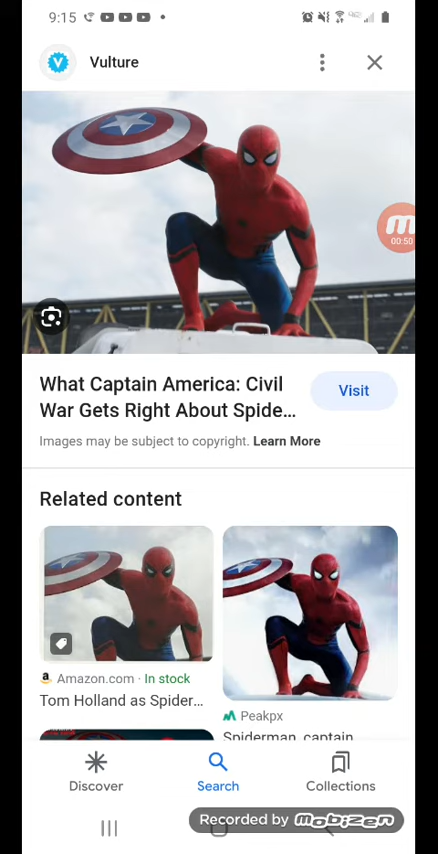 9:15
Vulture
00:50
What Captain America: Civil
War Gets Right About Spide...
Visit
Images may be subject to copyright. Learn More
Related content
Amazon.com · In stock
Tom Holland as Spider...
Peakpx
Spiderman, captain
Discover
Search
Collections
Recorded by Mobizen